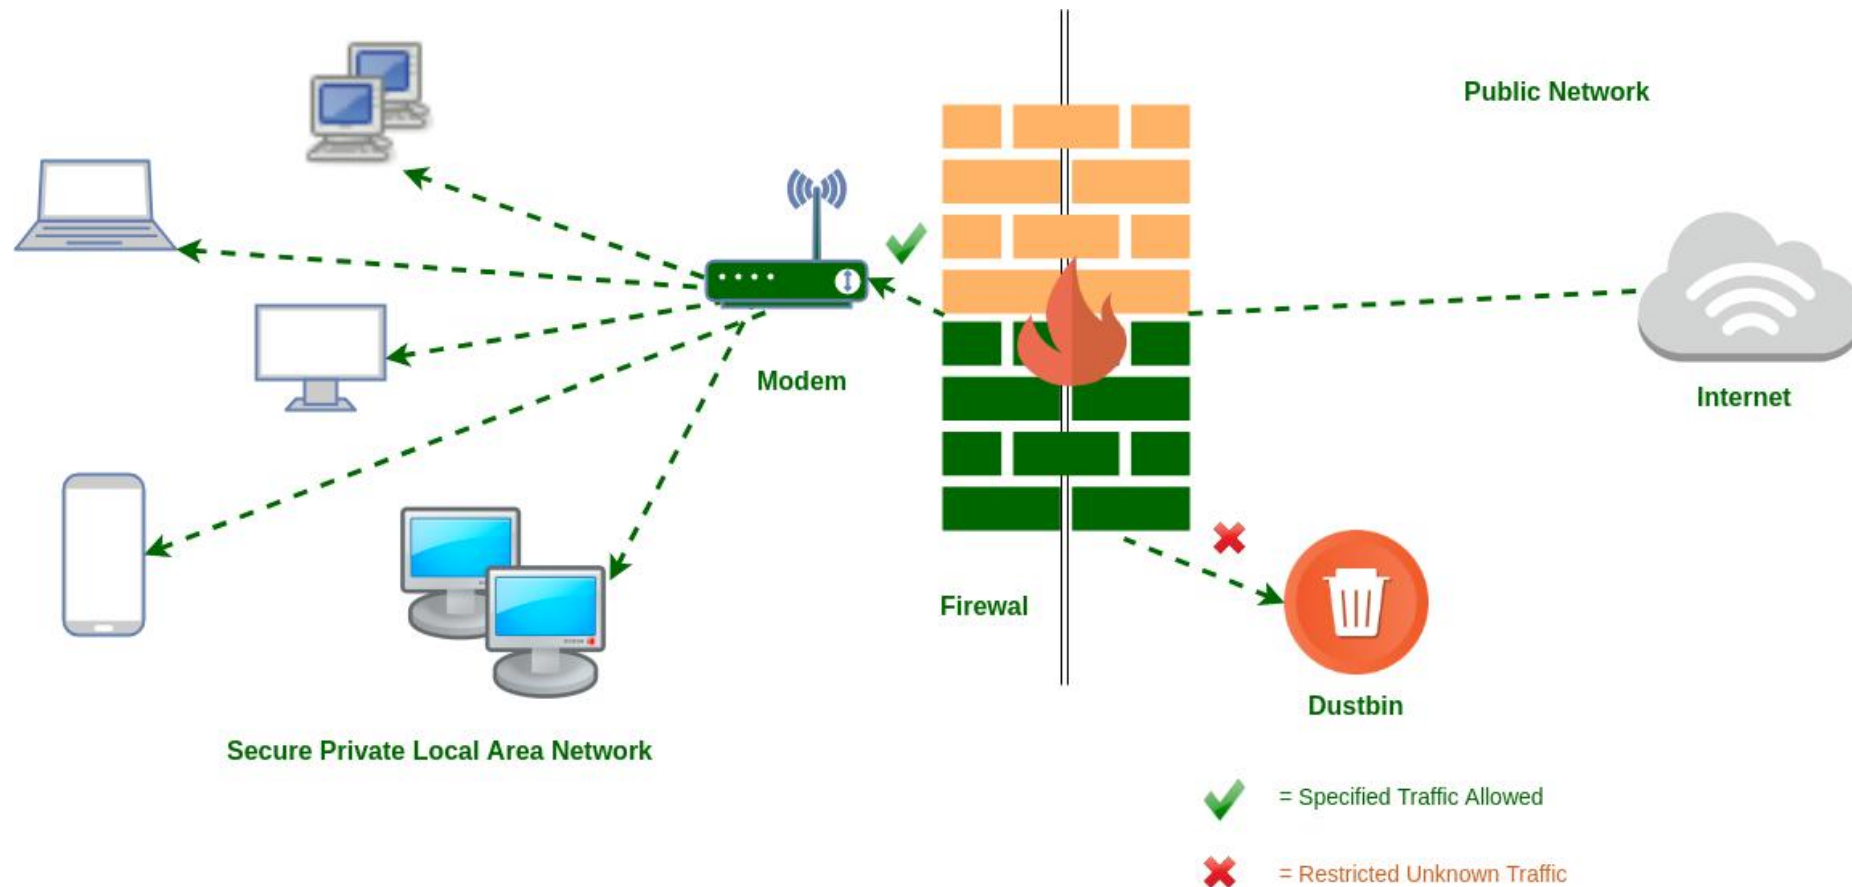 Public Network
Modem
Internet
Firewal
Dustbin
Secure Private Local Area Network
= Specified Traffic Allowed
= Restricted Unknown Traffic